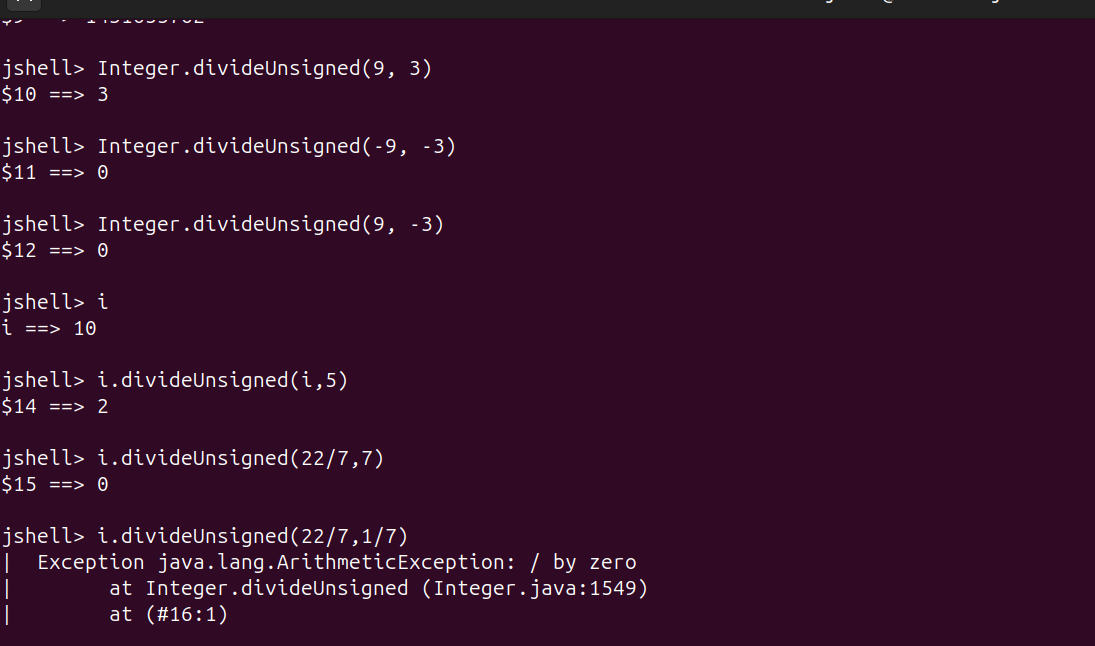 jshell> Integer.divideUnsigned(9, 3)
$10 ==> 3
jshell> Integer.divideUnsigned(-9, -3)
$11 ==> 0
jshell> Integer.divideUnsigned(9, -3)
$12 ==> 0
jshell> i
i ==> 10
jshell> i.divideUnsigned(i,5)
$14 ==> 2
jshell> i.divideUnsigned(22/7,7)
$15 ==> 0
jshell> i.divideUnsigned(22/7,1/7)
|  Exception java.lang.ArithmeticException: / by zero
|        at Integer.divideUnsigned (Integer.java:1549)
|        at (#16:1)